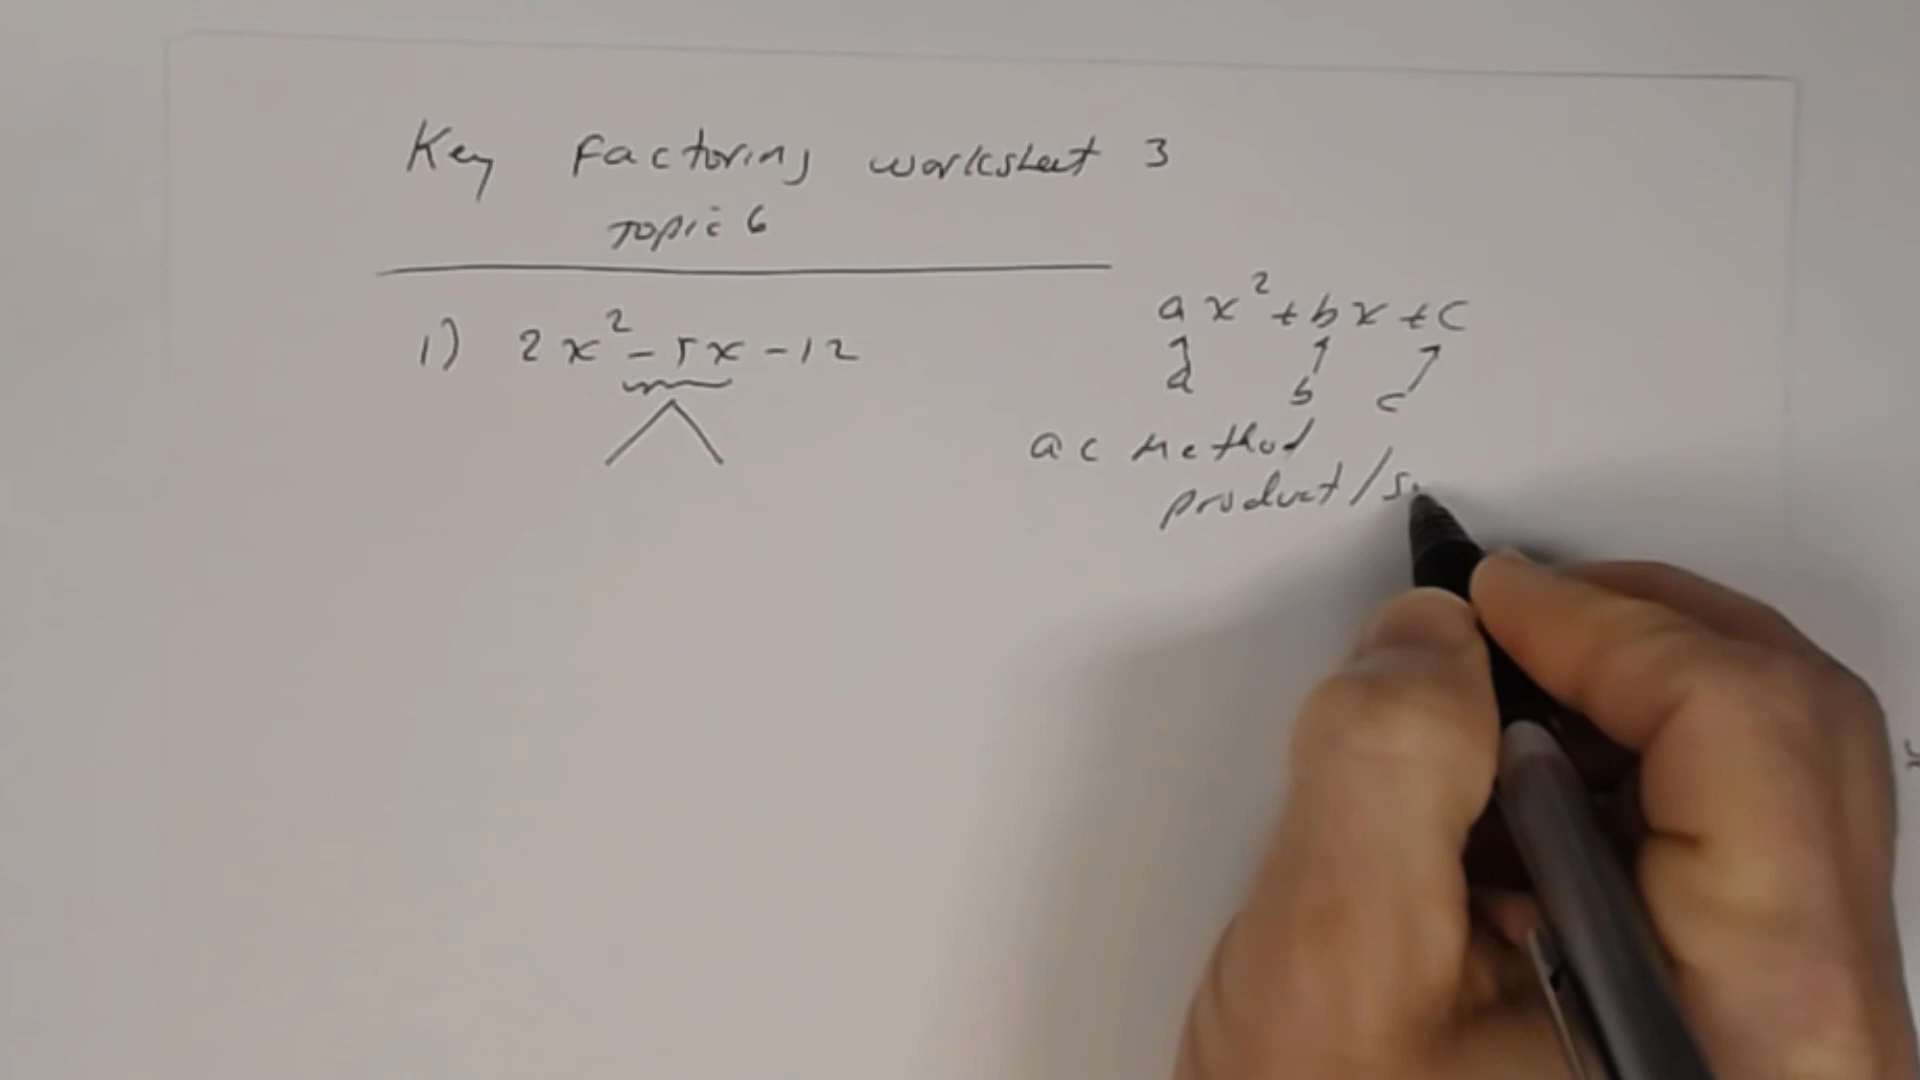 Key Factoring worksheet 3
Topic 6
1) 2x² - 5x - 12
ax² + bx + c
a b c
ac Method
product/